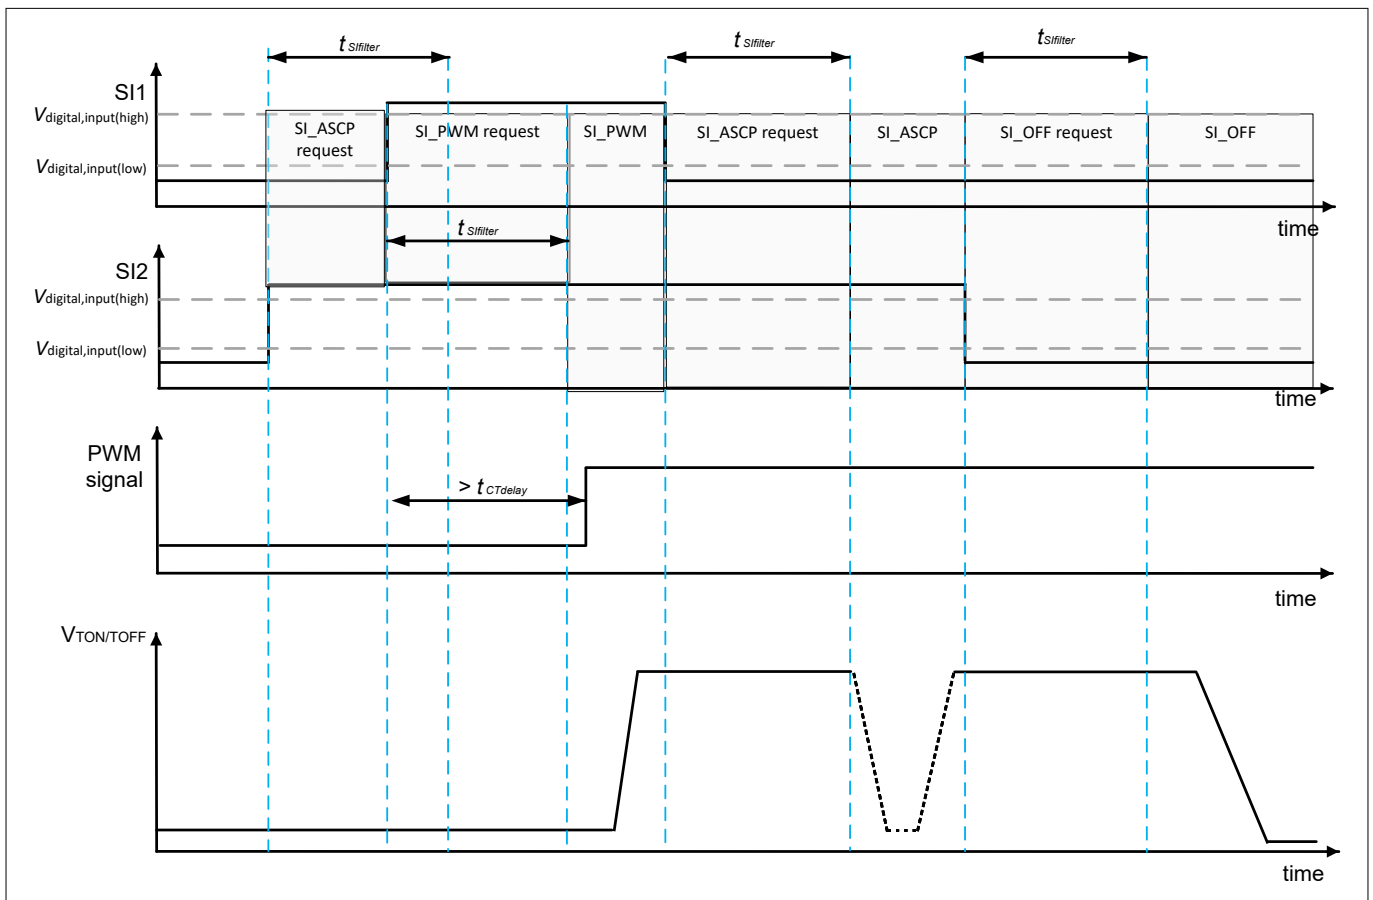 t SIfilter
t SIfilter
t SIfilter
SI1
Vdigital,input(high)
SI_ASCP
request
SI_PWM request
SI_PWM
SI_ASCP request
SI_ASCP
SI_OFF request
SI_OFF
Vdigital,input(low)
time
t SIfilter
SI2
Vdigital,input(high)
Vdigital,input(low)
time
PWM
signal
> t CTdelay
time
VTON/TOFF
time